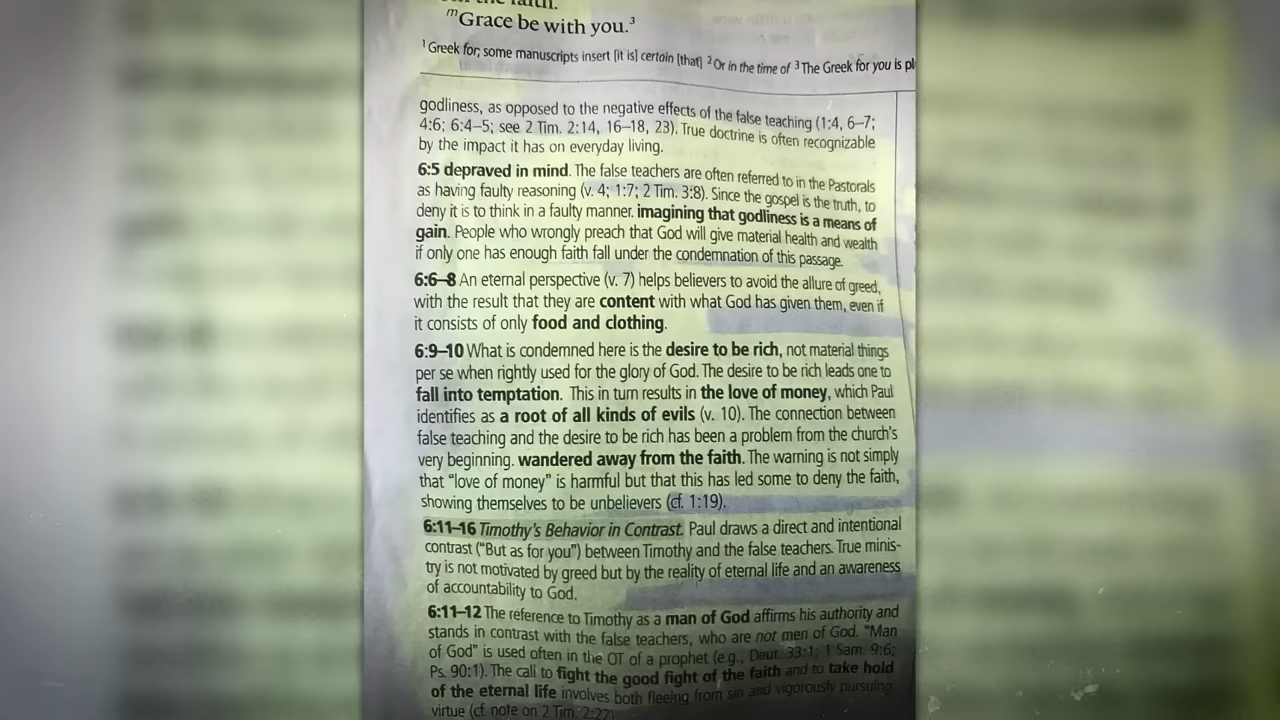 the faith.
mGrace be with you.3
1 Greek for; some manuscripts insert [it is] certain [that] 2 Or in the time of 3 The Greek for you is pl
godliness, as opposed to the negative effects of the false teaching (1:4, 6–7;
4:6; 6:4–5; see 2 Tim. 2:14, 16–18, 23). True doctrine is often recognizable
by the impact it has on everyday living.
6:5 depraved in mind. The false teachers are often referred to in the Pastorals
as having faulty reasoning (v. 4; 1:7; 2 Tim. 3:8). Since the gospel is the truth, to
deny it is to think in a faulty manner. imagining that godliness is a means of
gain. People who wrongly preach that God will give material health and wealth
if only one has enough faith fall under the condemnation of this passage.
6:6–8 An eternal perspective (v. 7) helps believers to avoid the allure of greed,
with the result that they are content with what God has given them, even if
it consists of only food and clothing.
6:9–10 What is condemned here is the desire to be rich, not material things
per se when rightly used for the glory of God. The desire to be rich leads one to
fall into temptation. This in turn results in the love of money, which Paul
identifies as a root of all kinds of evils (v. 10). The connection between
false teaching and the desire to be rich has been a problem from the church's
very beginning. wandered away from the faith. The warning is not simply
that "love of money" is harmful but that this has led some to deny the faith,
showing themselves to be unbelievers (cf. 1:19).
6:11–16 Timothy's Behavior in Contrast. Paul draws a direct and intentional
contrast ("But as for you") between Timothy and the false teachers. True minis-
try is not motivated by greed but by the reality of eternal life and an awareness
of accountability to God.
6:11–12 The reference to Timothy as a man of God affirms his authority and
stands in contrast with the false teachers, who are not men of God. "Man
of God" is used often in the OT of a prophet (e.g., Deut. 33:1; 1 Sam. 9:6;
Ps. 90:1). The call to fight the good fight of the faith and to take hold
of the eternal life involves both fleeing from sin and vigorously pursuing
virtue (cf. note on 2 Tim. 2:22)